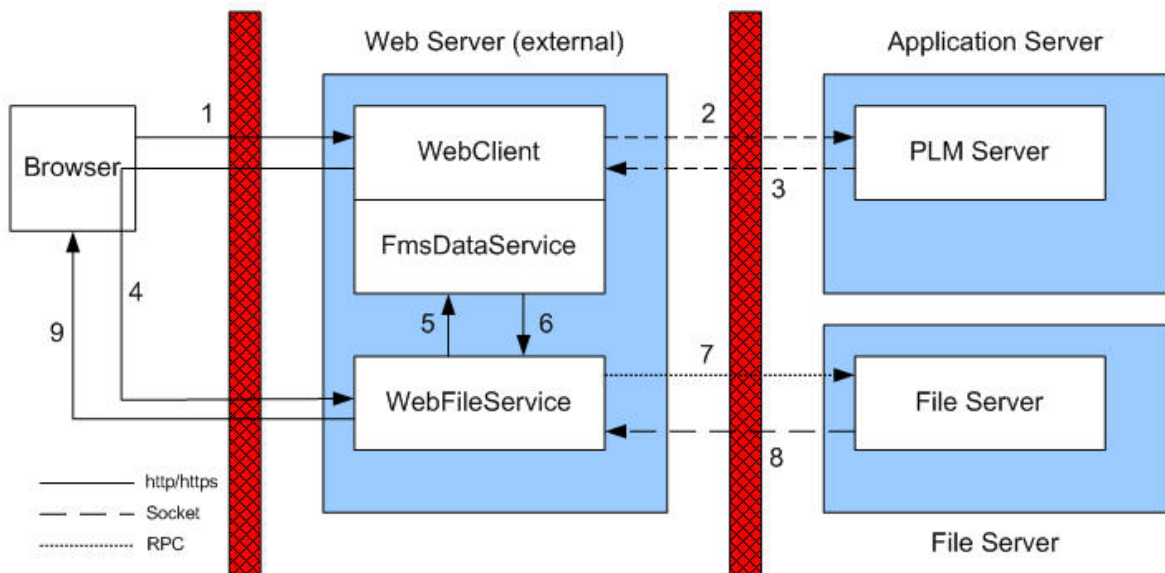 Web Server (external)
Application Server
1
2
Browser
WebClient
PLM Server
3
FmsDataService
4
9
5
6
7
WebFileService
File Server
8
http/https
Socket
RPC
File Server